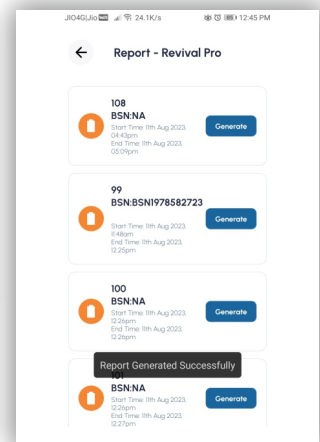 JIO4G|Jio 24.1K/s 12:45 PM
Report - Revival Pro
108
BSN:NA
Start Time: 11th Aug 2023,
04:43pm
End Time: 11th Aug 2023,
05:09pm
Generate
99
BSN:BSN1978582723
Start Time: 11th Aug 2023,
11:48am
End Time: 11th Aug 2023,
12:25pm
Generate
100
BSN:NA
Start Time: 11th Aug 2023,
12:26pm
End Time: 11th Aug 2023,
12:26pm
Generate
Report Generated Successfully
101
BSN:NA
Start Time: 11th Aug 2023,
12:26pm
End Time: 11th Aug 2023,
12:27pm
Generate